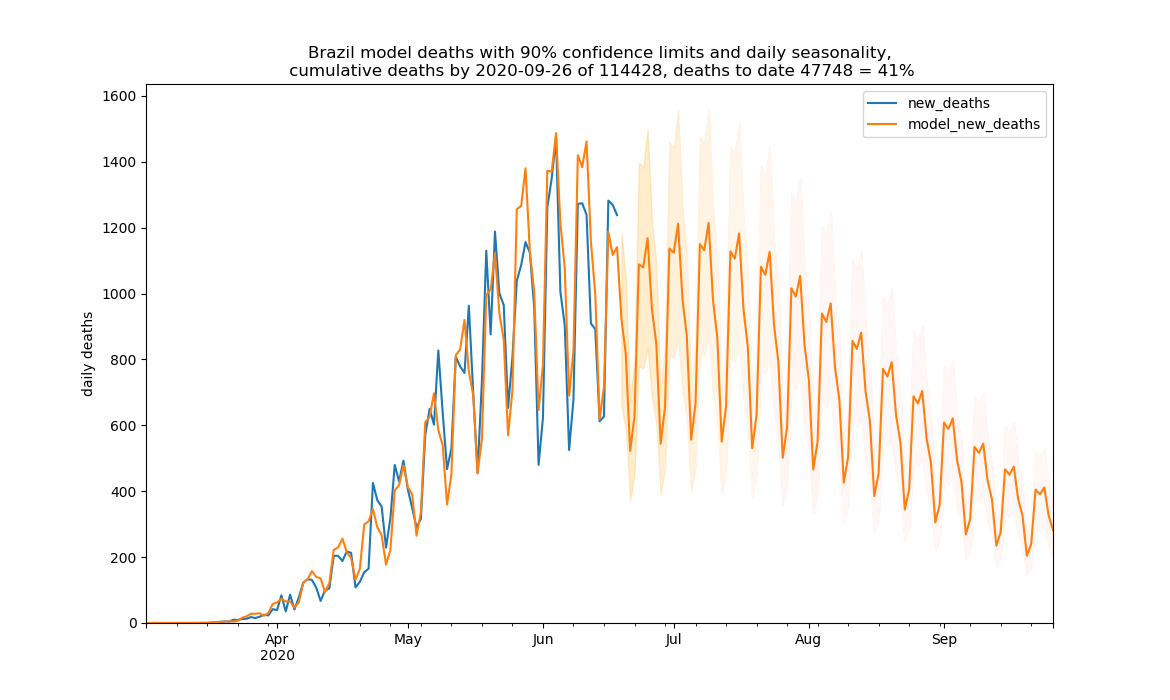 Brazil model deaths with 90% confidence limits and daily seasonality,
cumulative deaths by 2020-09-26 of 114428, deaths to date 47748 = 41%
new_deaths
model_new_deaths
daily deaths
1600
1400
1200
1000
800
600
400
200
0
Apr
2020
May
Jun
Jul
Aug
Sep